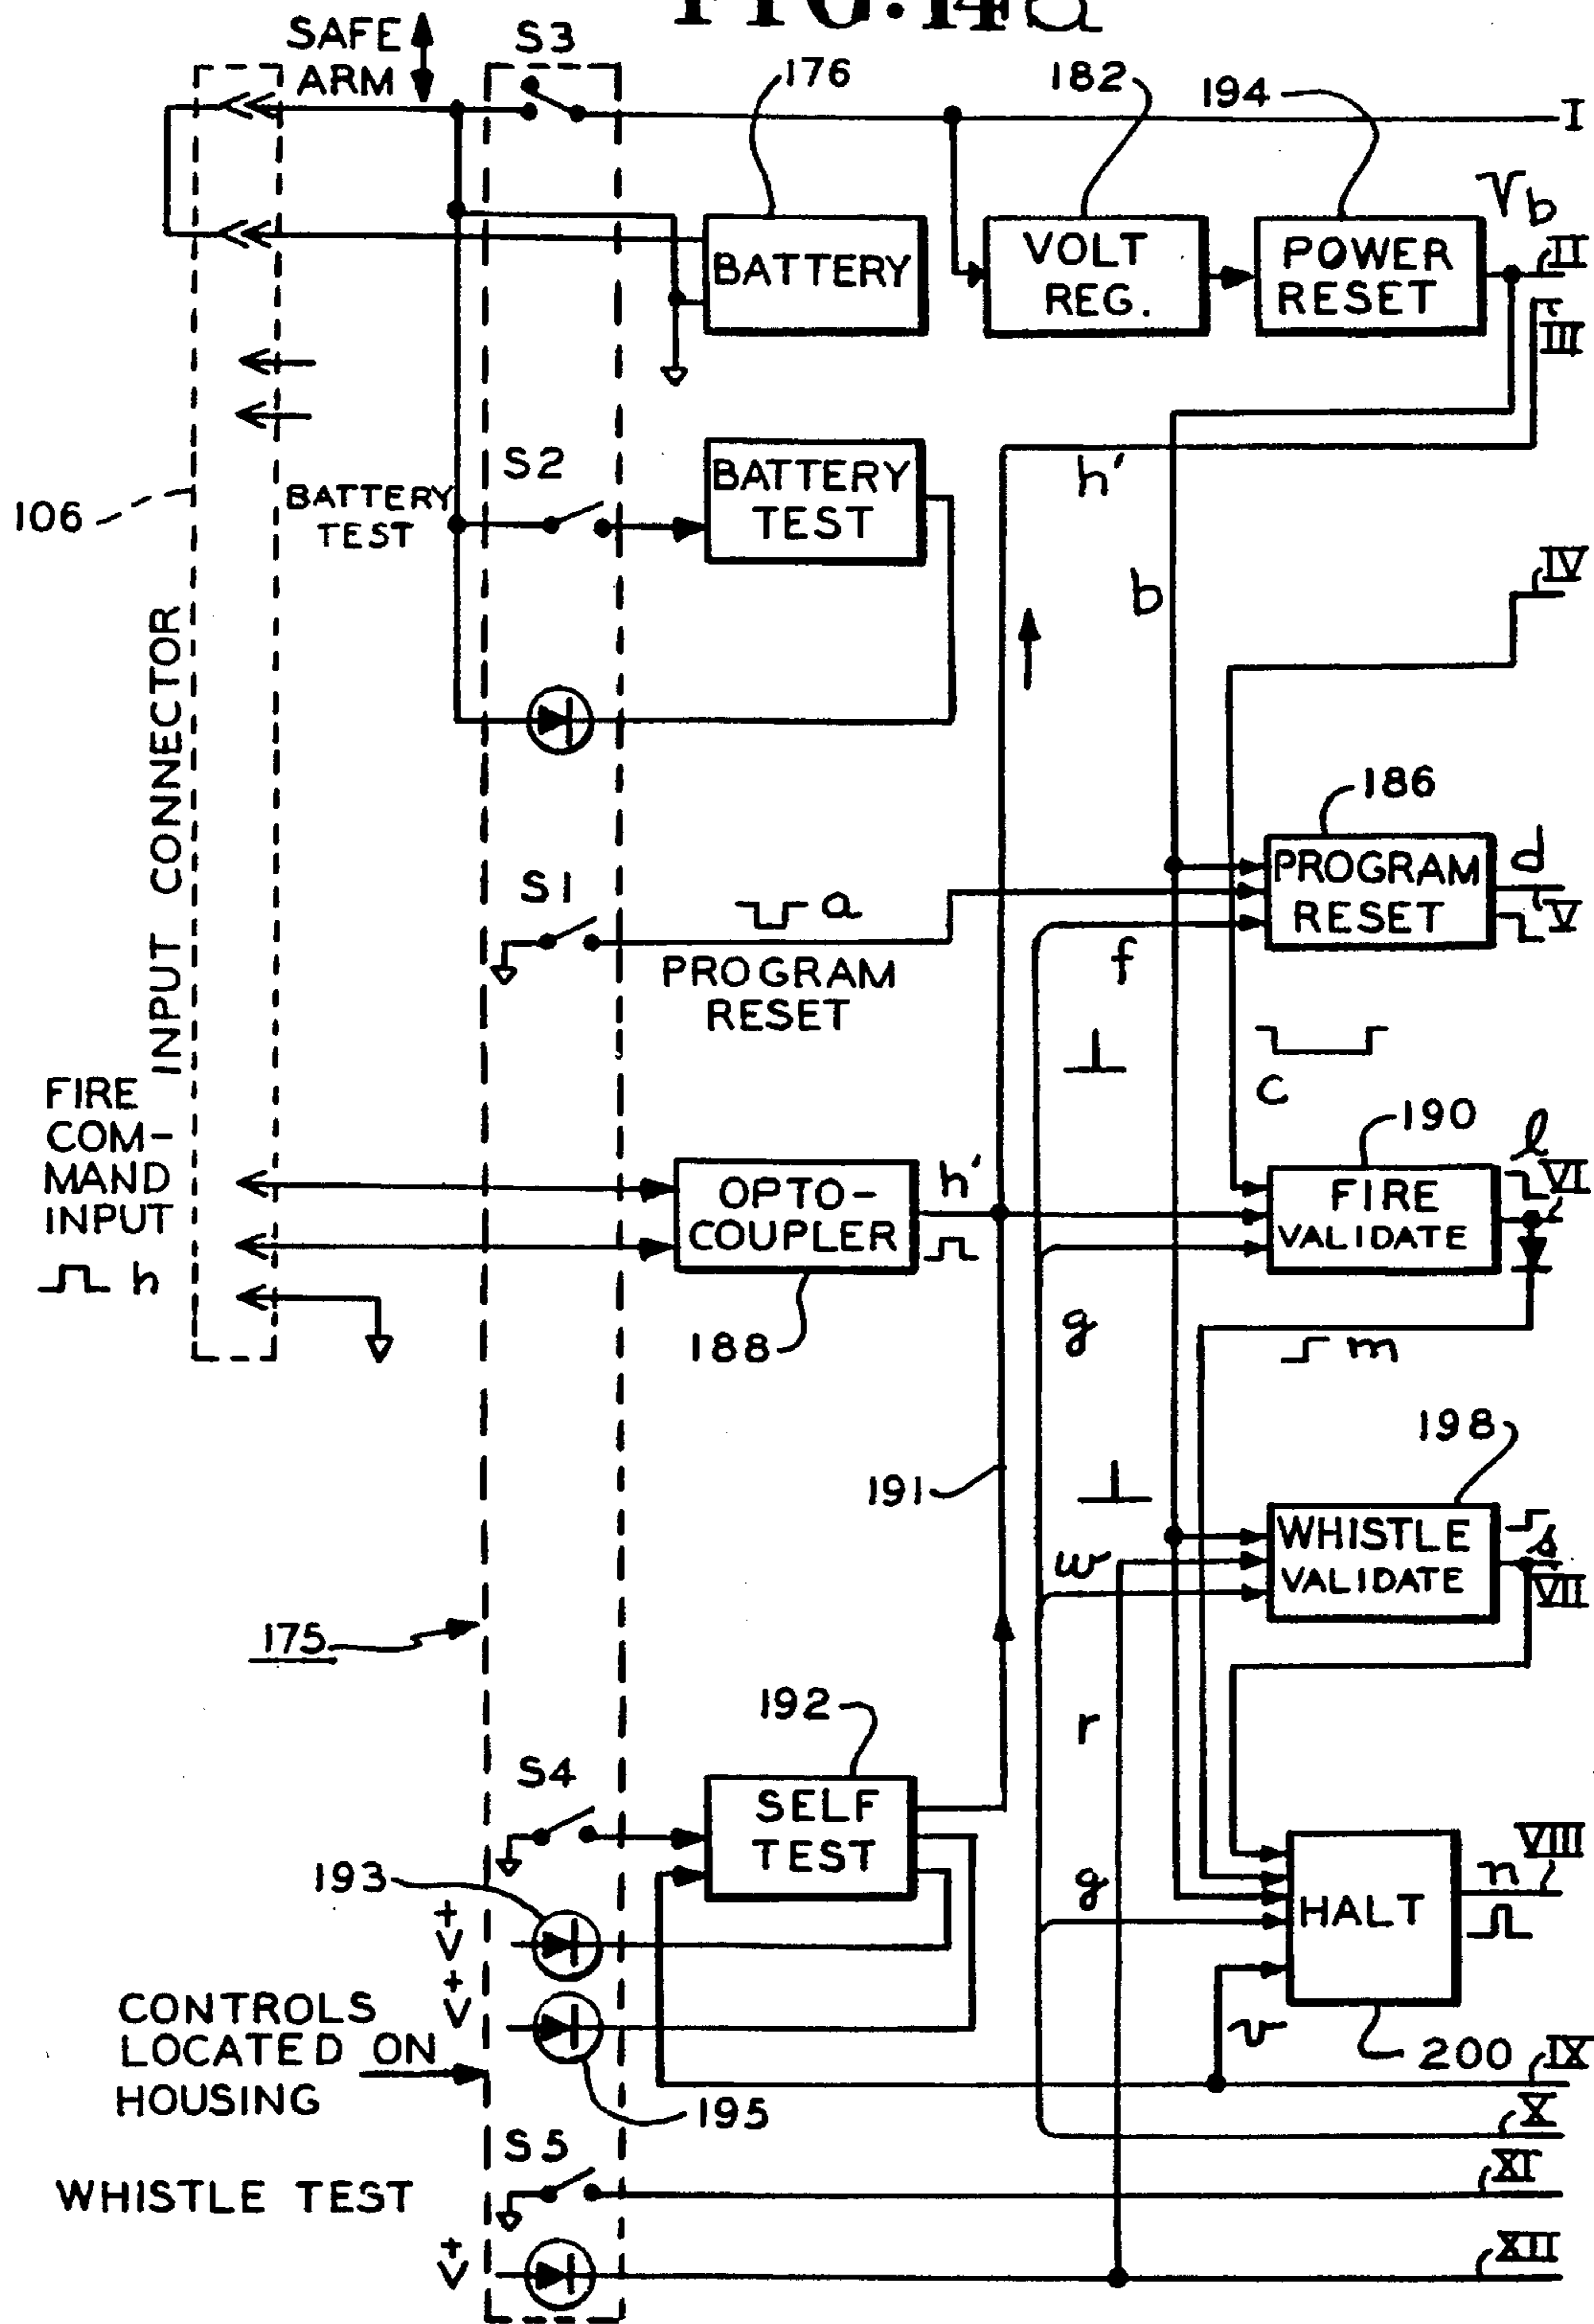 FIG. 14a
SAFE
ARM
S3
176
182
194
I
V b
II
BATTERY
VOLT
REG.
POWER
RESET
III
h'
S2
BATTERY
TEST
BATTERY
TEST
106
b
IV
INPUT CONNECTOR
186
PROGRAM
RESET
d
V
S1
a
PROGRAM
RESET
f
c
FIRE
COM-
MAND
INPUT
h
190
l
VI
OPTO-
COUPLER
h'
FIRE
VALIDATE
188
g
m
198
191
WHISTLE
VALIDATE
s
VII
w
175
192
r
S4
SELF
TEST
VIII
193
g
n
HALT
+
V
+
V
CONTROLS
LOCATED ON
HOUSING
v
200
IX
195
X
S5
XI
WHISTLE TEST
+
V
XII